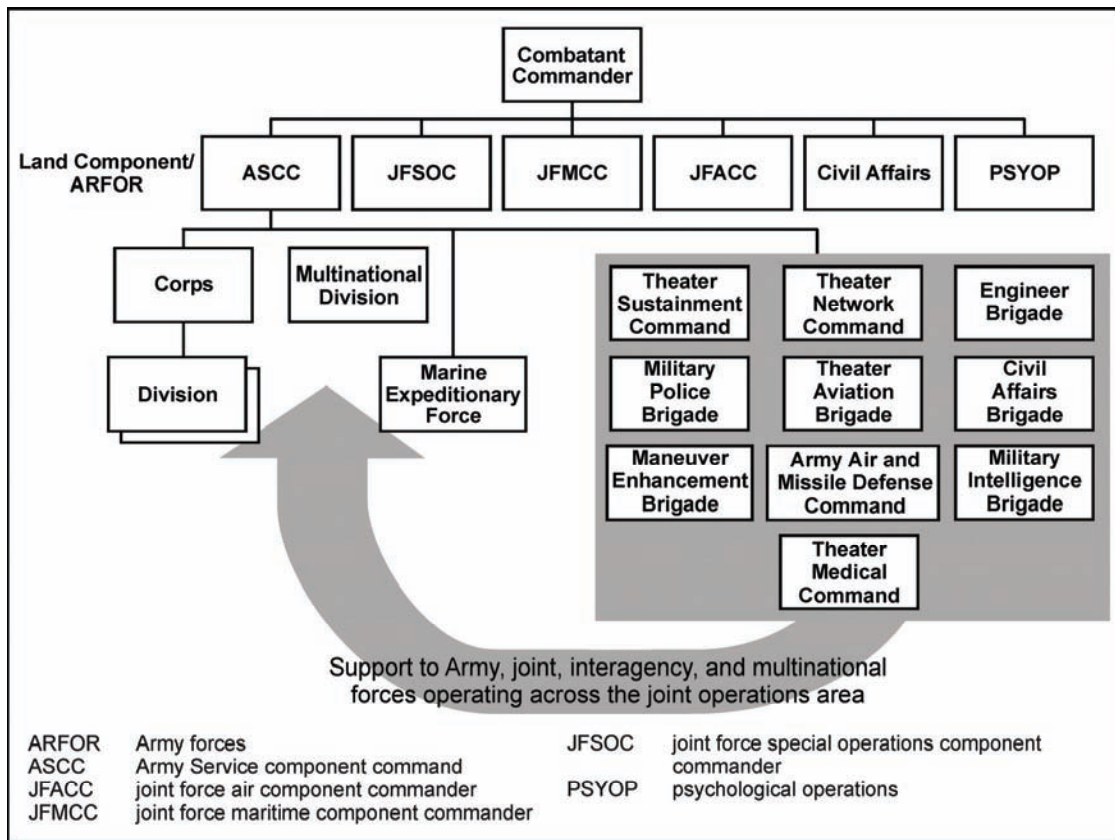 Combatant
Commander
Land Component/
ARFOR
ASCC
JFSOC
JFMCC
JFACC
Civil Affairs
PSYOP
Corps
Multinational
Division
Division
Marine
Expeditionary
Force
Theater
Sustainment
Command
Theater
Network
Command
Engineer
Brigade
Military
Police
Brigade
Theater
Aviation
Brigade
Civil
Affairs
Brigade
Maneuver
Enhancement
Brigade
Army Air and
Missile Defense
Command
Military
Intelligence
Brigade
Theater
Medical
Command
Support to Army, joint, interagency, and multinational
forces operating across the joint operations area
ARFOR Army forces
ASCC Army Service component command
JFACC joint force air component commander
JFMCC joint force maritime component commander
JFSOC joint force special operations component
commander
PSYOP psychological operations